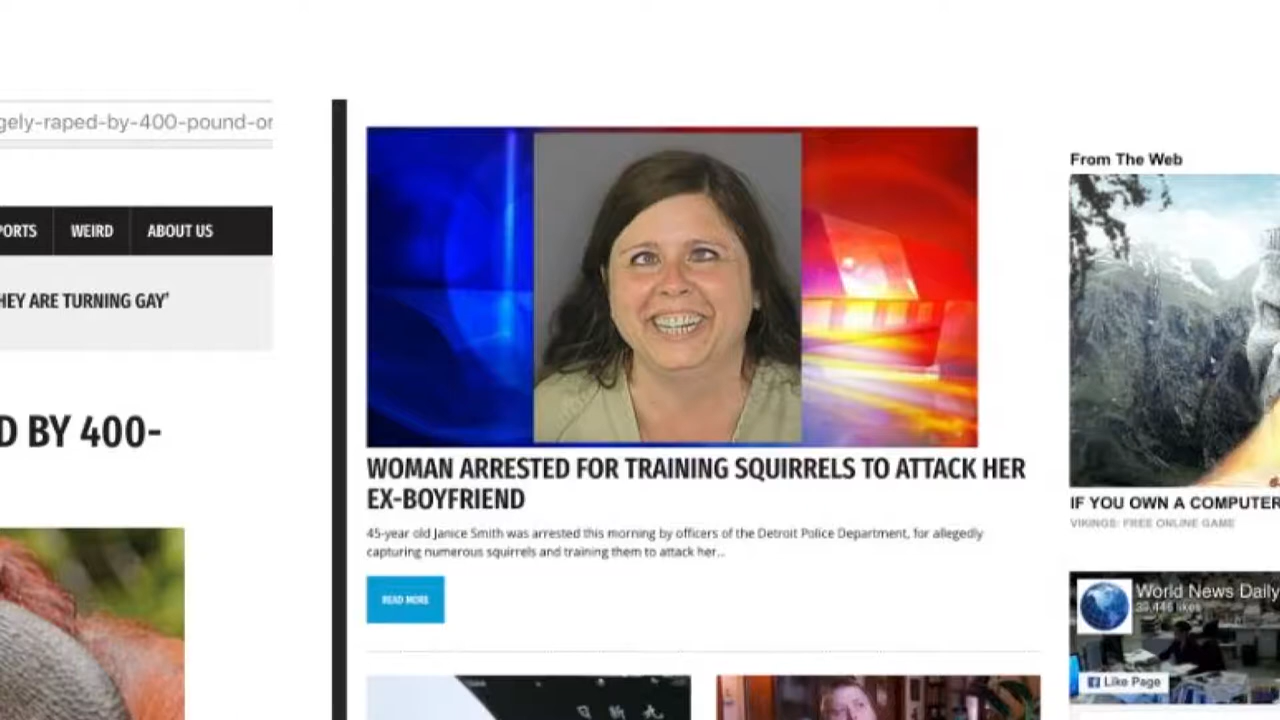 gely-raped-by-400-pound-or
PORTS WEIRD ABOUT US
HEY ARE TURNING GAY'
D BY 400-
WOMAN ARRESTED FOR TRAINING SQUIRRELS TO ATTACK HER
EX-BOYFRIEND
45-year old Janice Smith was arrested this morning by officers of the Detroit Police Department, for allegedly
capturing numerous squirrels and training them to attack her...
READ MORE
From The Web
IF YOU OWN A COMPUTER
VIKINGS: FREE ONLINE GAME
World News Daily
Like Page